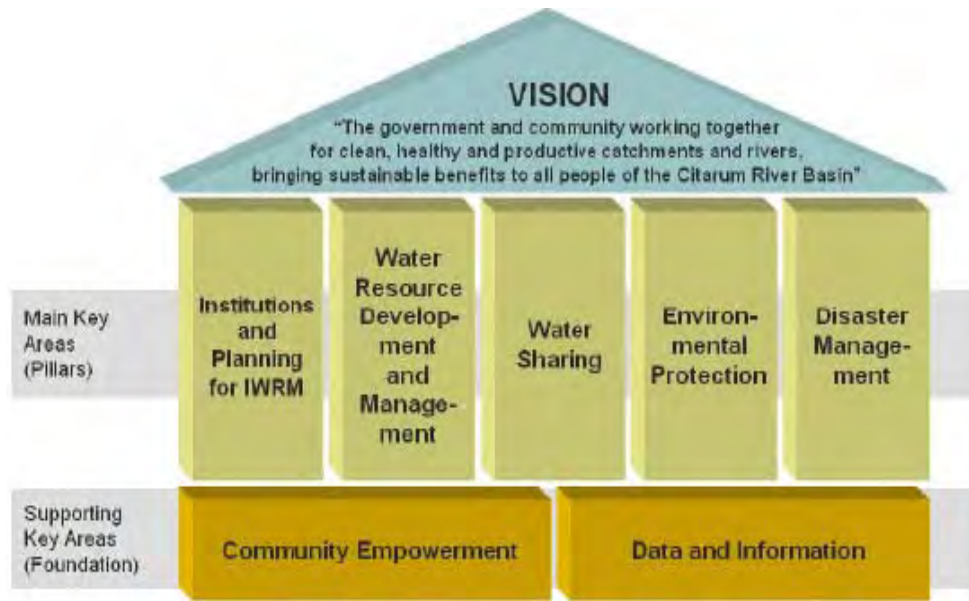 VISION
“The government and community working together
for clean, healthy and productive catchments and rivers,
bringing sustainable benefits to all people of the Citarum River Basin”
Main Key
Areas
(Pillars)
Institutions
and
Planning
for IWRM
Water
Resource
Develop-
ment
and
Manage-
ment
Water
Sharing
Environ-
mental
Protection
Disaster
Manage-
ment
Supporting
Key Areas
(Foundation)
Community Empowerment
Data and Information